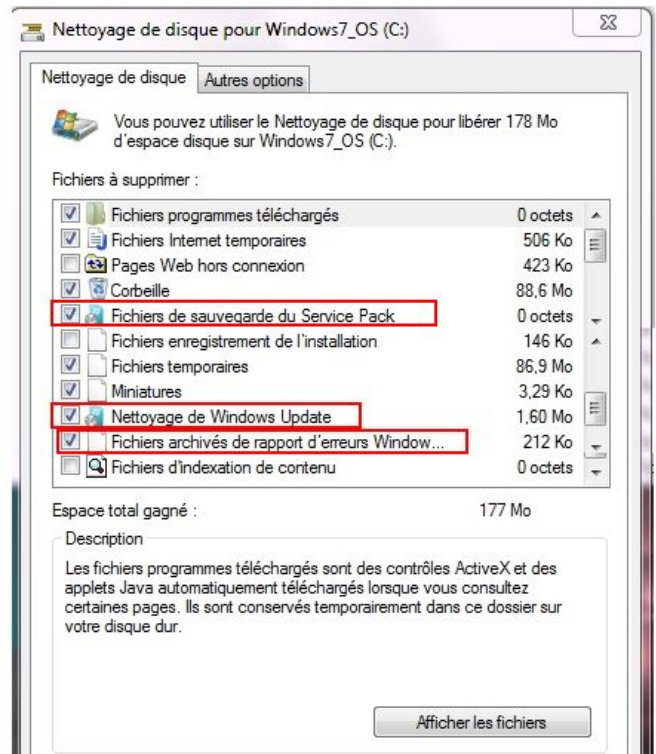 Nettoyage de disque pour Windows7_OS (C:)
Nettoyage de disque
Autres options
Vous pouvez utiliser le Nettoyage de disque pour libérer 178 Mo
d'espace disque sur Windows7_OS (C:).
Fichiers à supprimer :
Fichiers programmes téléchargés 0 octets
Fichiers Internet temporaires 506 Ko
Pages Web hors connexion 423 Ko
Corbeille 88,6 Mo
Fichiers de sauvegarde du Service Pack 0 octets
Fichiers enregistrement de l'installation 146 Ko
Fichiers temporaires 86,9 Mo
Miniatures 3,29 Ko
Nettoyage de Windows Update 1,60 Mo
Fichiers archivés de rapport d'erreurs Window... 212 Ko
Fichiers d'indexation de contenu 0 octets
Espace total gagné : 177 Mo
Description
Les fichiers programmes téléchargés sont des contrôles ActiveX et des
applets Java automatiquement téléchargés lorsque vous consultez
certaines pages. Ils sont conservés temporairement dans ce dossier sur
votre disque dur.
Afficher les fichiers